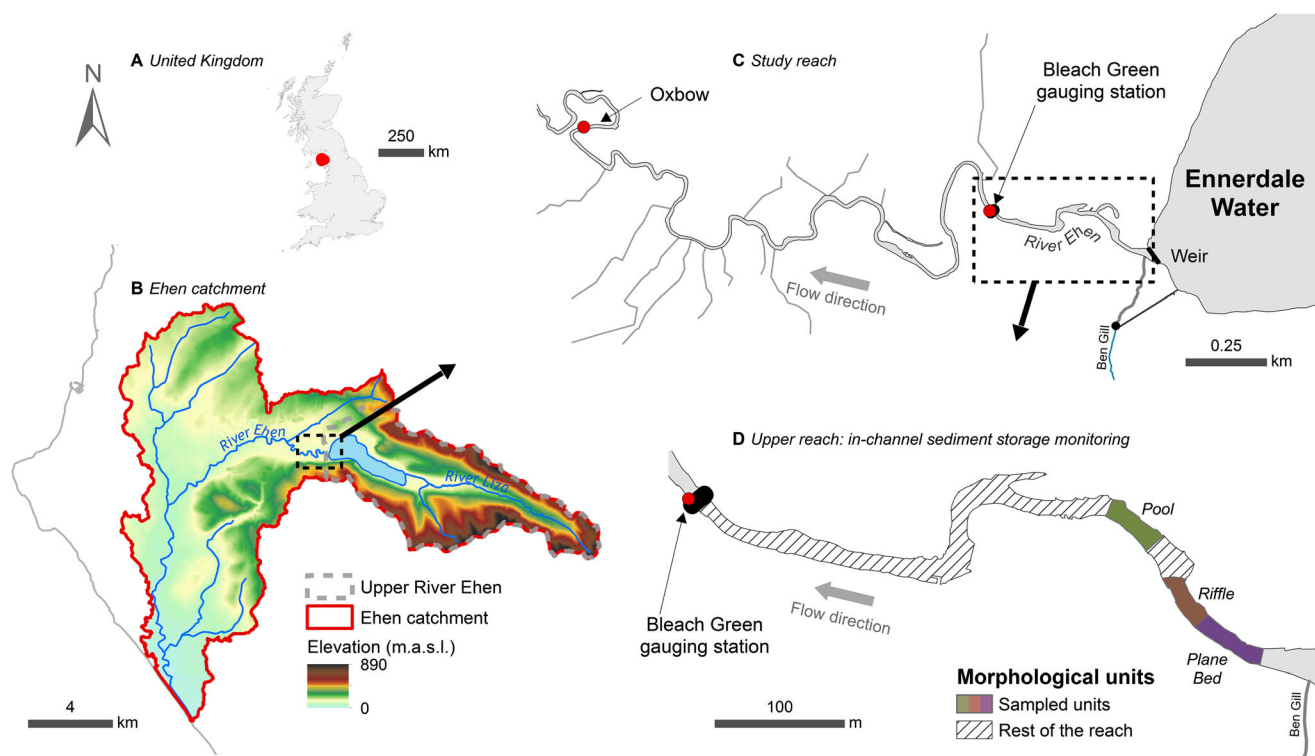 A United Kingdom
N
250
km
B Ehen catchment
River Ehen
River Liza
Upper River Ehen
Ehen catchment
Elevation (m.a.s.l.)
890
0
4
km
C Study reach
Oxbow
Bleach Green
gauging station
Ennerdale
Water
River Ehen
Weir
Flow direction
Ben Gill
0.25
km
D Upper reach: in-channel sediment storage monitoring
Pool
Riffle
Plane
Bed
Flow direction
Bleach Green
gauging station
Morphological units
Sampled units
Rest of the reach
100
m
Ben Gill